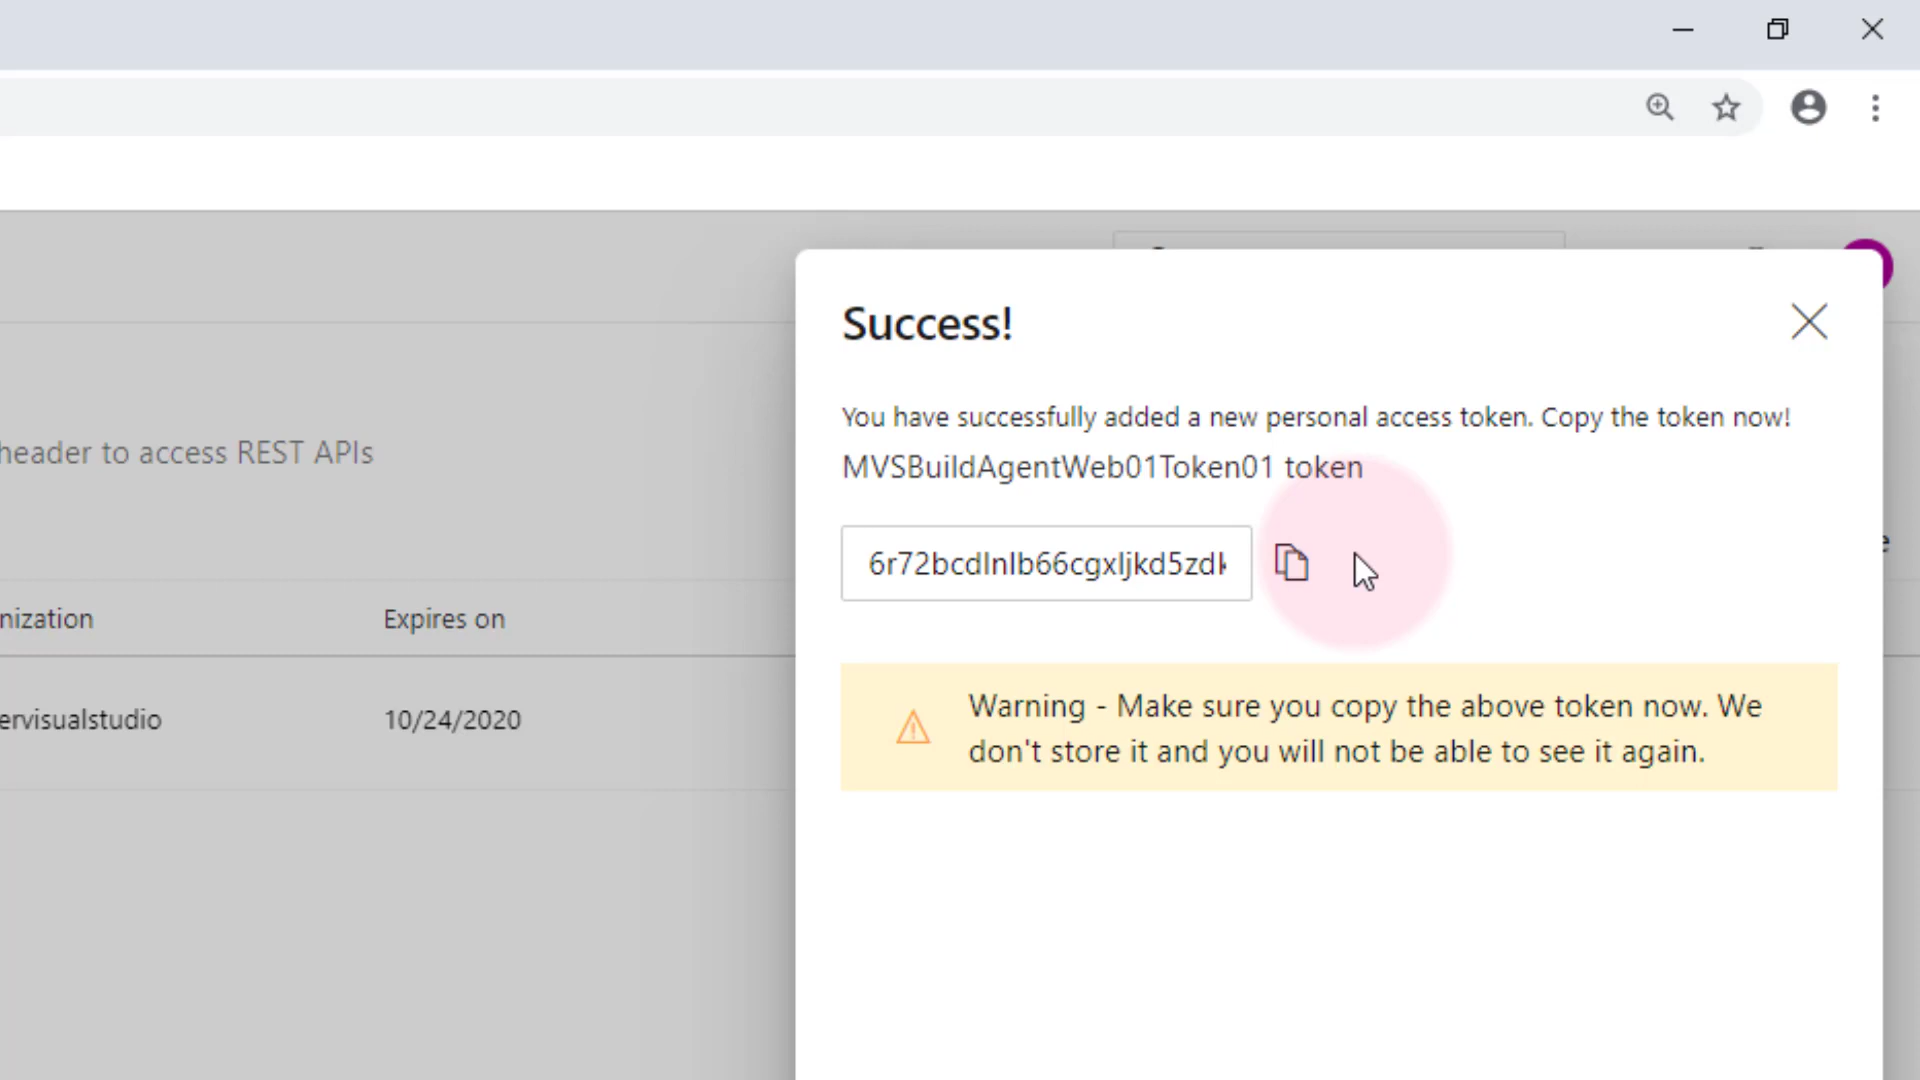 Success!
You have successfully added a new personal access token. Copy the token now!
header to access REST APIs
MVSBuildAgentWeb01Token01 token
6r72bcdlnlb66cgxljkd5zdk
nization
Expires on
ervisualstudio
10/24/2020
Warning - Make sure you copy the above token now. We
don't store it and you will not be able to see it again.